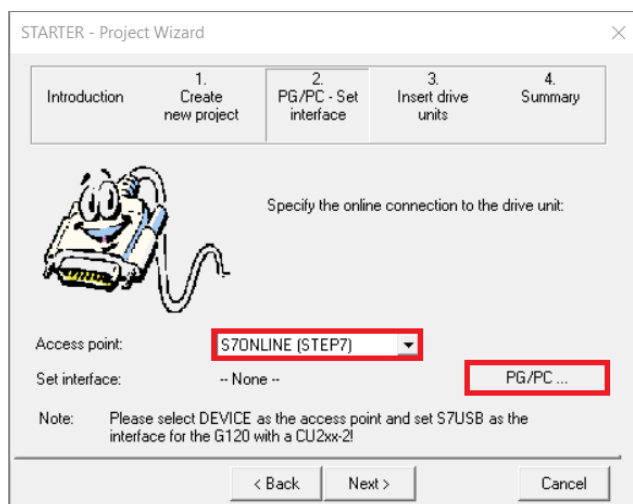 STARTER - Project Wizard
Introduction
1.
Create
new project
2.
PG/PC - Set
interface
3.
Insert drive
units
4.
Summary
Specify the online connection to the drive unit:
Access point: S7ONLINE (STEP7)
Set interface: -- None -- PG/PC ...
Note: Please select DEVICE as the access point and set S7USB as the
interface for the G120 with a CU2xx-2!
< Back Next > Cancel